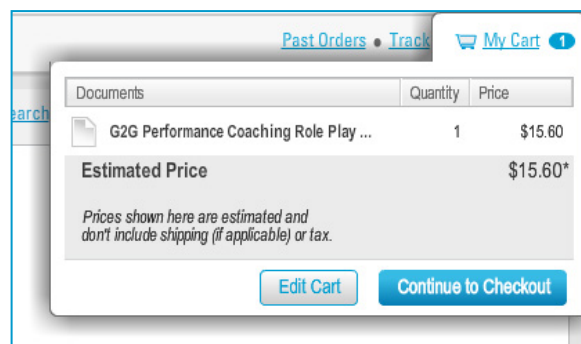 Past Orders • Track My Cart 1
earch
Documents Quantity Price
G2G Performance Coaching Role Play ... 1 $15.60
Estimated Price $15.60*
Prices shown here are estimated and
don't include shipping (if applicable) or tax.
Edit Cart Continue to Checkout